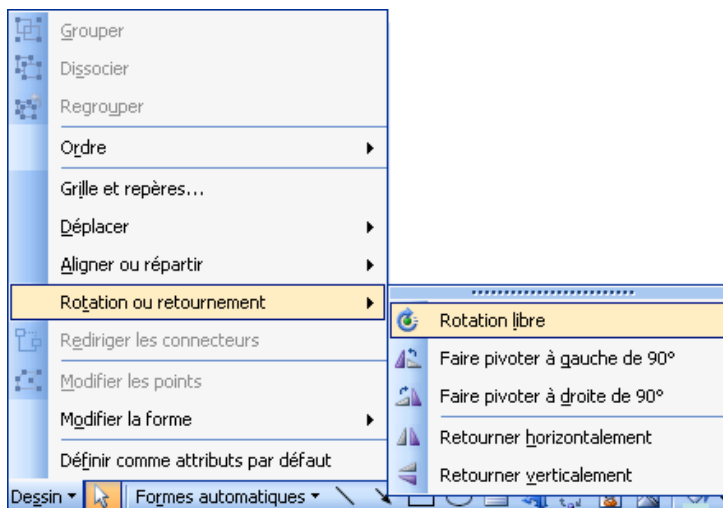 Grouper
Dissocier
Regrouper
Ordre
Grille et repères...
Déplacer
Aligner ou répartir
Rotation ou retournement
Rediriger les connecteurs
Modifier les points
Modifier la forme
Définir comme attributs par défaut
Rotation libre
Faire pivoter à gauche de 90°
Faire pivoter à droite de 90°
Retourner horizontalement
Retourner verticalement
Dessin
Formes automatiques